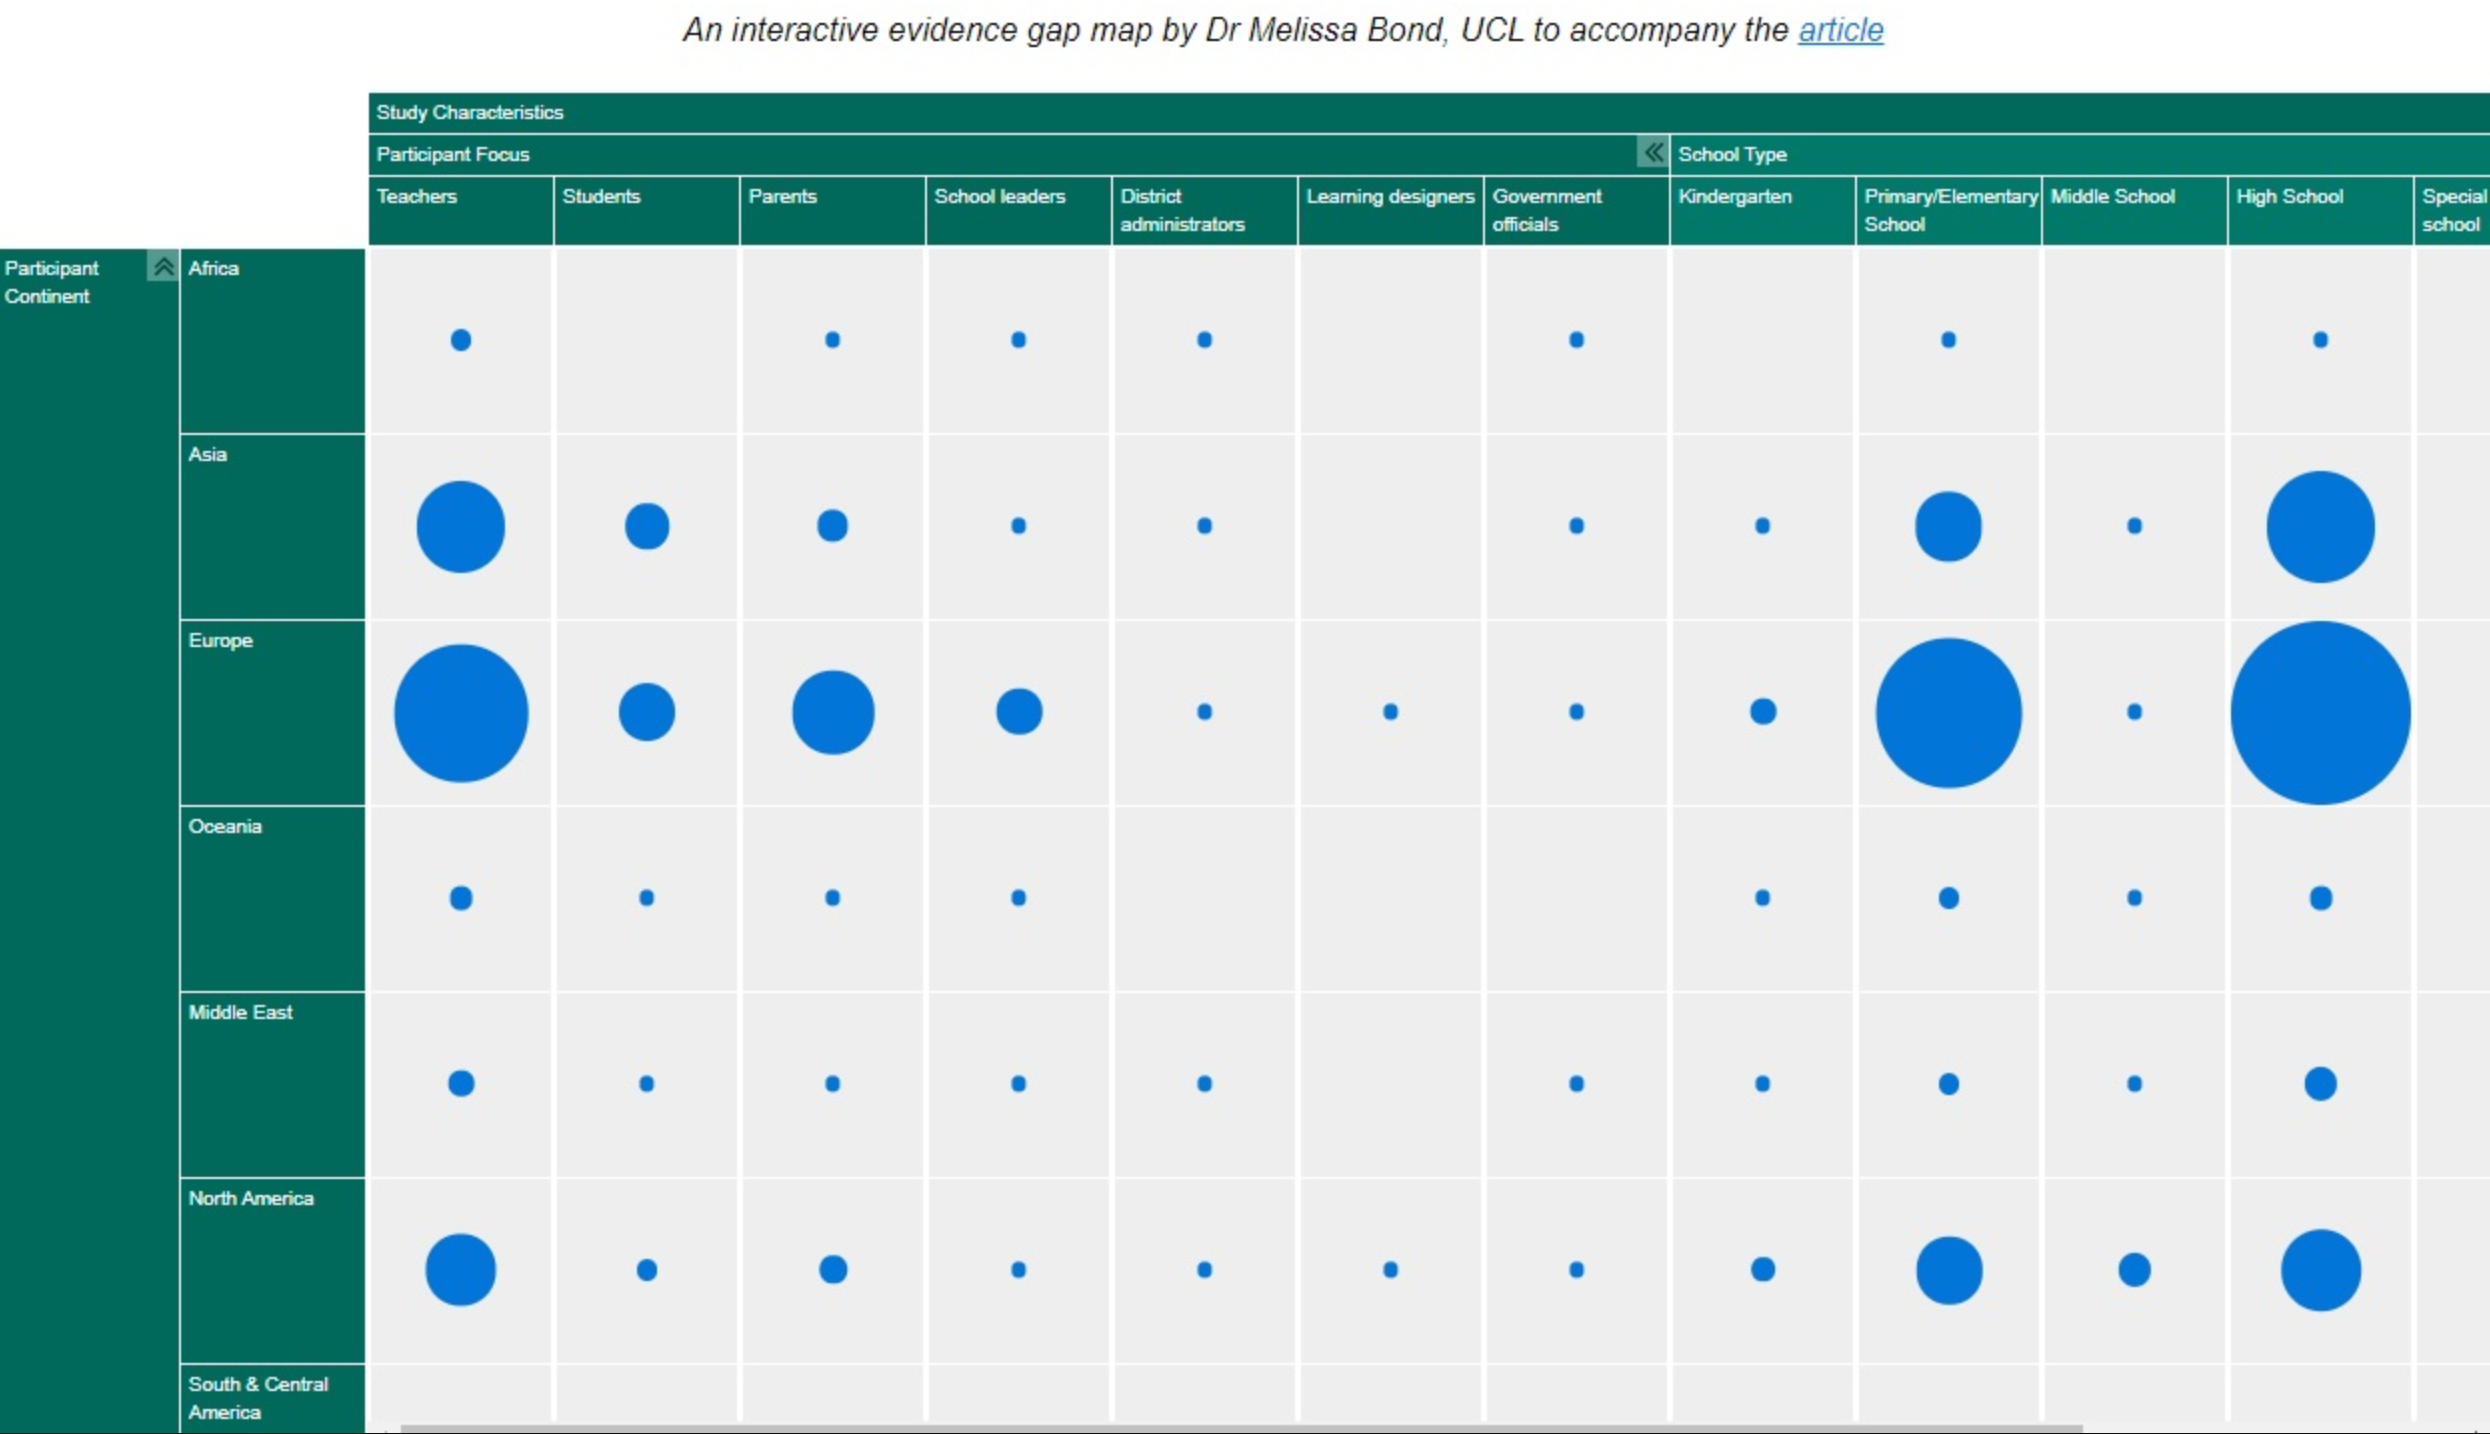 An interactive evidence gap map by Dr Melissa Bond, UCL to accompany the article
Study Characteristics
Participant Focus
School Type
Teachers
Students
Parents
School leaders
District
administrators
Learning designers
Government
officials
Kindergarten
Primary/Elementary
School
Middle School
High School
Special
school
Participant
Continent
Africa
Asia
Europe
Oceania
Middle East
North America
South & Central
America